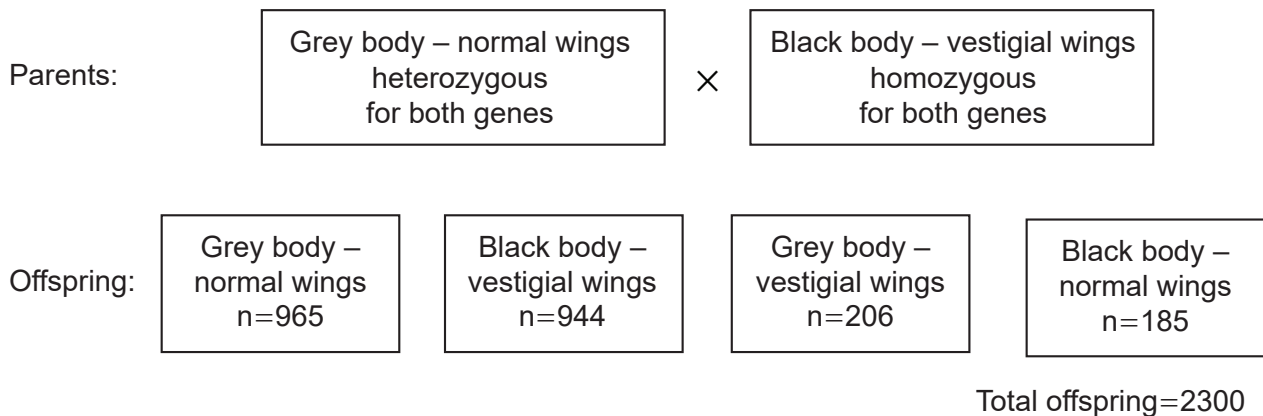 Parents:
Grey body – normal wings
heterozygous
for both genes
×
Black body – vestigial wings
homozygous
for both genes
Offspring:
Grey body –
normal wings
n=965
Black body –
vestigial wings
n=944
Grey body –
vestigial wings
n=206
Black body –
normal wings
n=185
Total offspring=2300